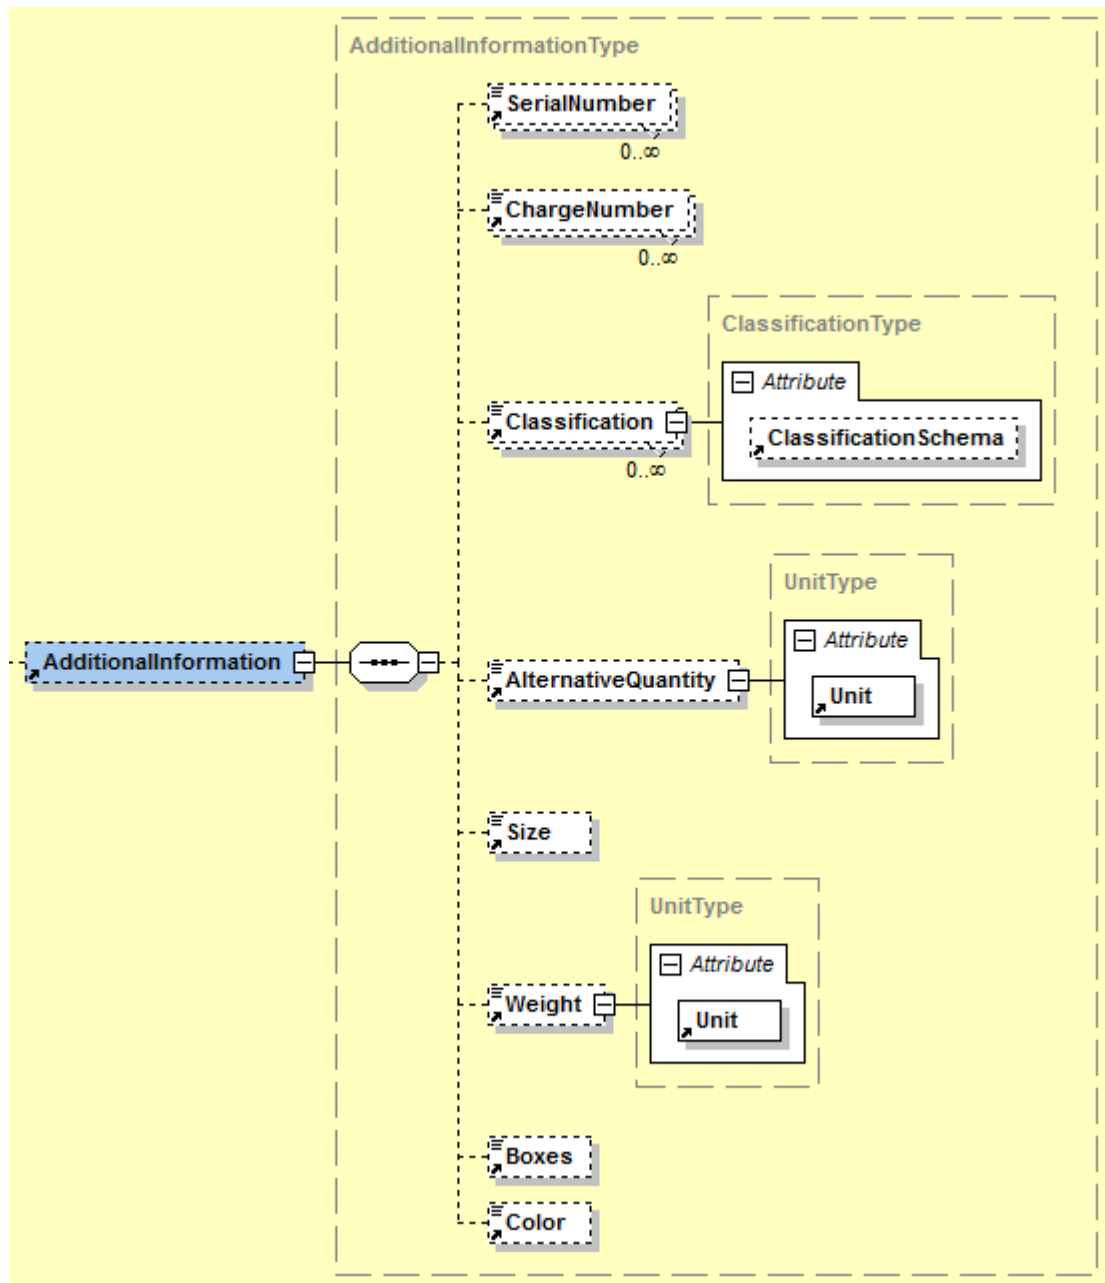 AdditionalInformationType
SerialNumber
0..∞
ChargeNumber
0..∞
ClassificationType
Attribute
Classification
ClassificationSchema
0..∞
UnitType
Attribute
AdditionalInformation
AlternativeQuantity
Unit
Size
UnitType
Attribute
Weight
Unit
Boxes
Color